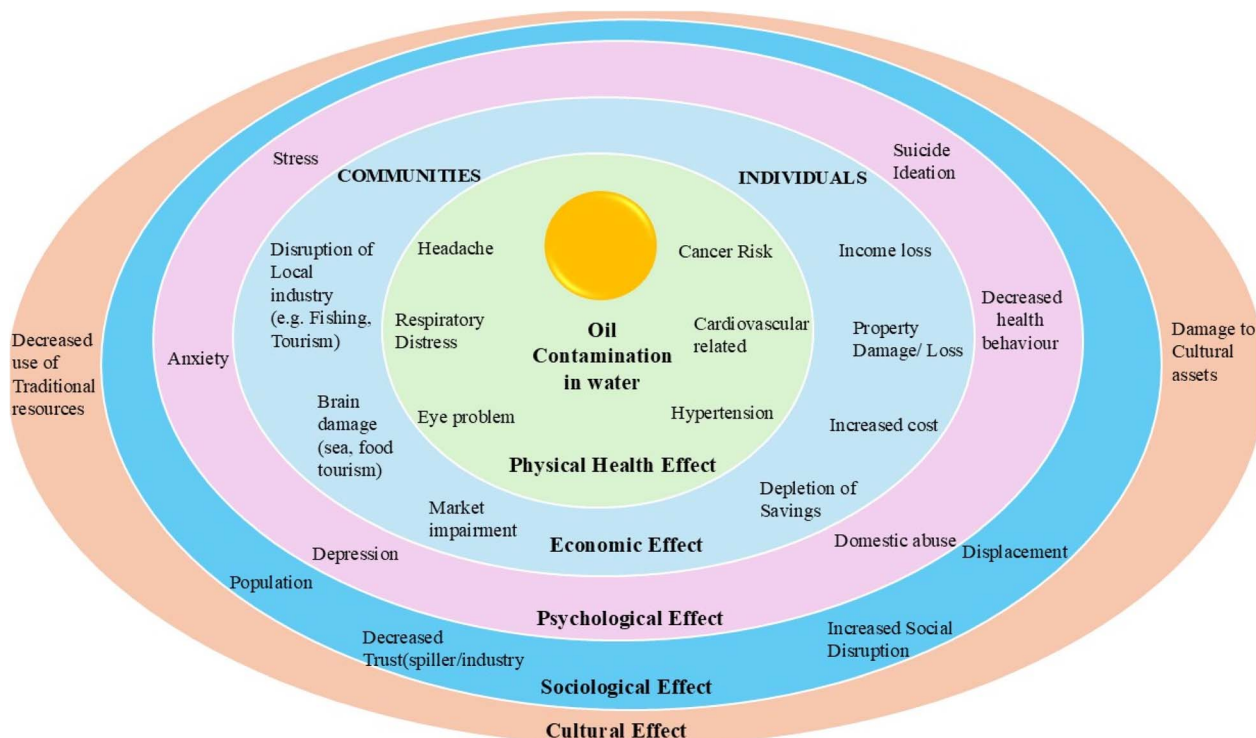 Stress
Suicide
Ideation
COMMUNITIES
INDIVIDUALS
Disruption of
Local
industry
(e.g. Fishing,
Tourism)
Headache
Cancer Risk
Income loss
Decreased
use of
Traditional
resources
Anxiety
Respiratory
Distress
Oil
Contamination
in water
Cardiovascular
related
Property
Damage/ Loss
Decreased
health
behaviour
Damage to
Cultural
assets
Brain
damage
(sea, food
tourism)
Eye problem
Hypertension
Increased cost
Physical Health Effect
Market
impairment
Depletion of
Savings
Economic Effect
Depression
Domestic abuse
Displacement
Population
Psychological Effect
Decreased
Trust(spiller/industry
Increased Social
Disruption
Sociological Effect
Cultural Effect